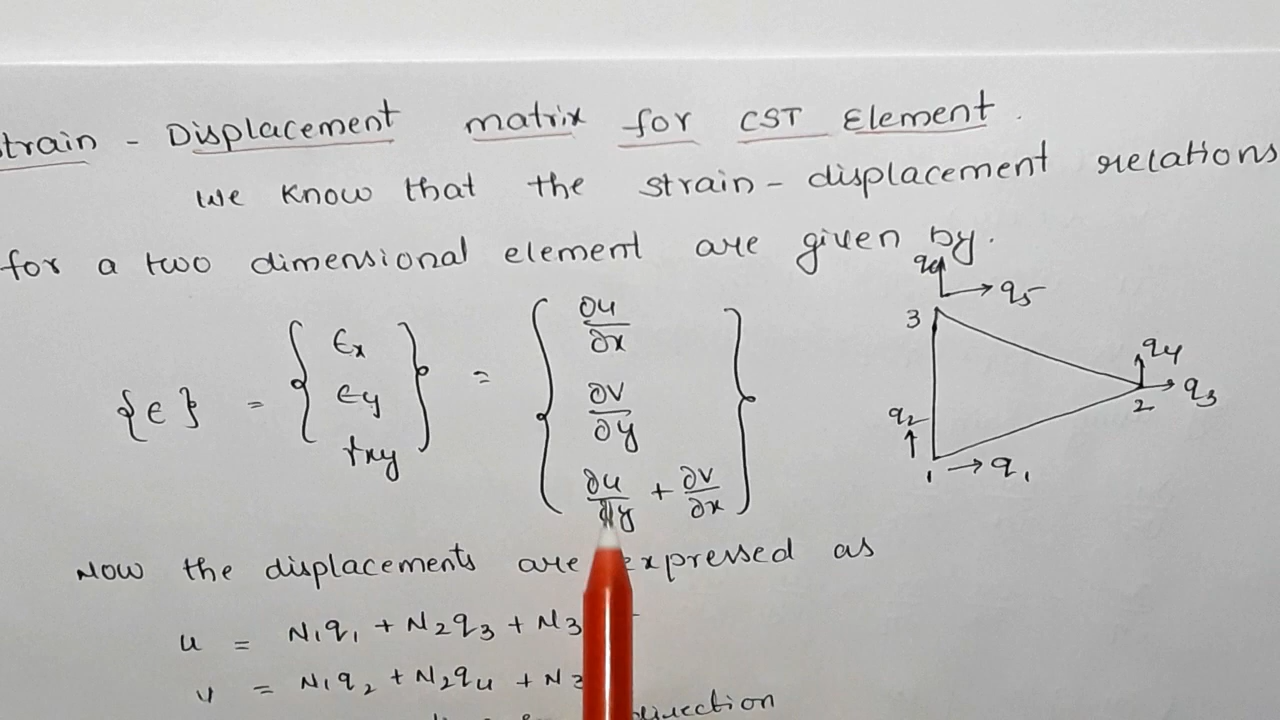 train - Displacement matrix for CST Element.
We know that the strain - displacement relations
for a two dimensional element are given by.
{ϵ} = {ϵx ϵy γxy} = {∂u/∂x ∂v/∂y ∂u/∂y + ∂v/∂x}
q6
q5
3
q4
q3
2
q2
1
q1
Now the displacements are expressed as
u = N1q1 + N2q3 + N3
v = N1q2 + N2q4 + N3
direction